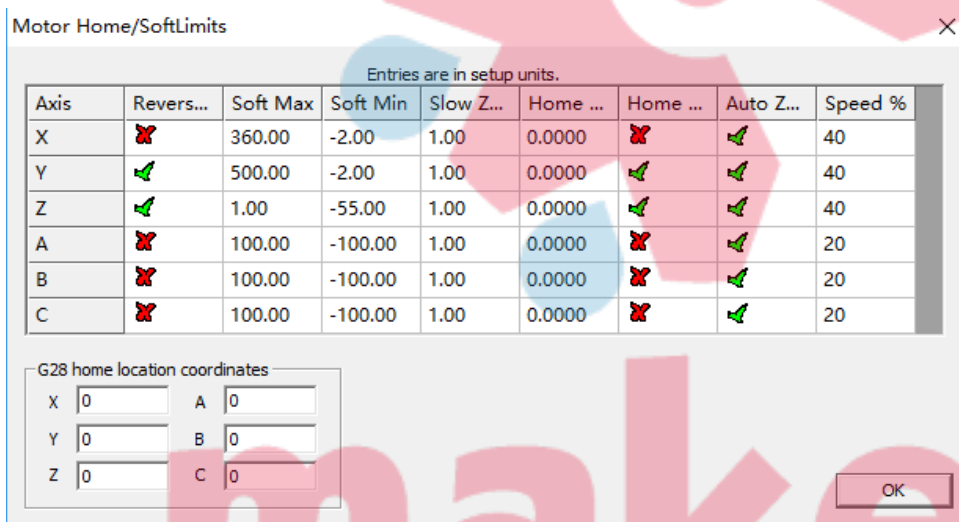 Motor Home/SoftLimits
Entries are in setup units.
Axis Revers... Soft Max Soft Min Slow Z... Home ... Home ... Auto Z... Speed %
X 360.00 -2.00 1.00 0.0000 40
Y 500.00 -2.00 1.00 0.0000 40
Z 1.00 -55.00 1.00 0.0000 40
A 100.00 -100.00 1.00 0.0000 20
B 100.00 -100.00 1.00 0.0000 20
C 100.00 -100.00 1.00 0.0000 20
G28 home location coordinates
X 0 A 0
Y 0 B 0
Z 0 C 0
OK
make